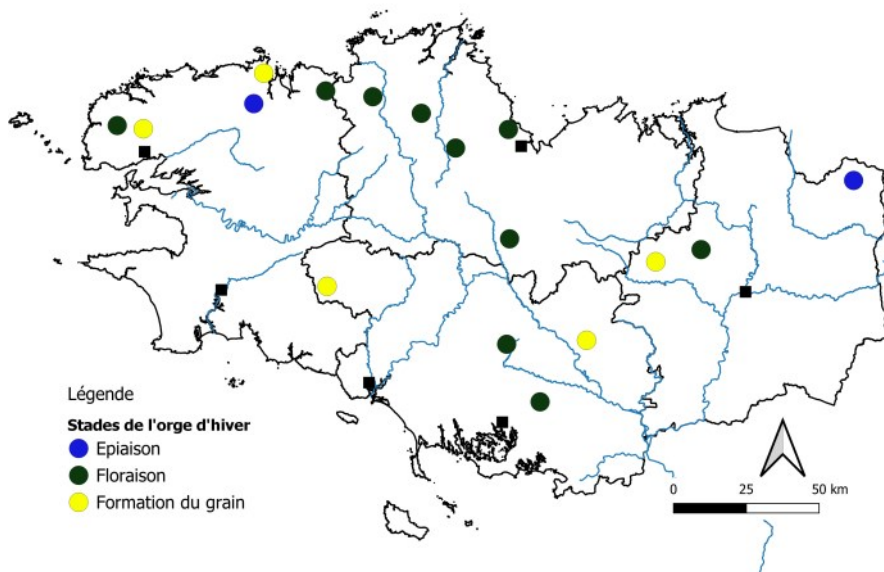 Légende
Stades de l'orge d'hiver
Epiaison
Floraison
Formation du grain
0 25 50 km